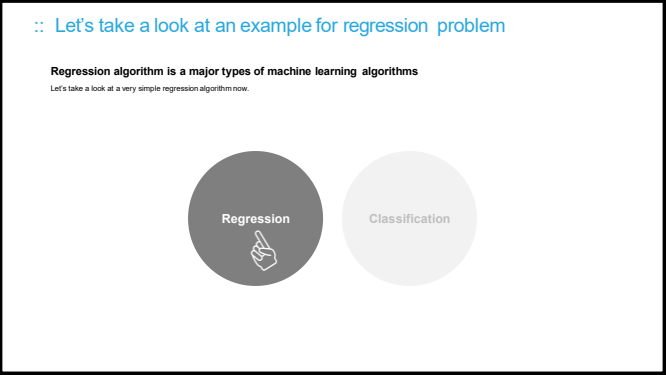 :: Let's take a look at an example for regression problem
Regression algorithm is a major types of machine learning algorithms
Let's take a look at a very simple regression algorithm now.
Regression
Classification